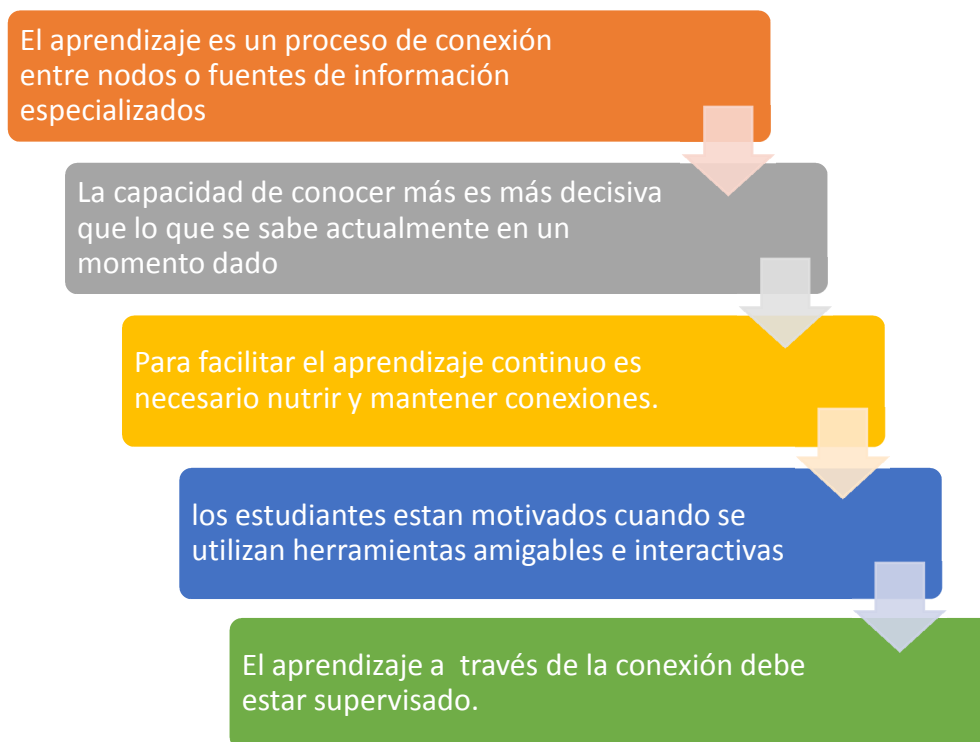 El aprendizaje es un proceso de conexión
entre nodos o fuentes de información
especializados
La capacidad de conocer más es más decisiva
que lo que se sabe actualmente en un
momento dado
Para facilitar el aprendizaje continuo es
necesario nutrir y mantener conexiones.
los estudiantes estan motivados cuando se
utilizan herramientas amigables e interactivas
El aprendizaje a  través de la conexión debe
estar supervisado.